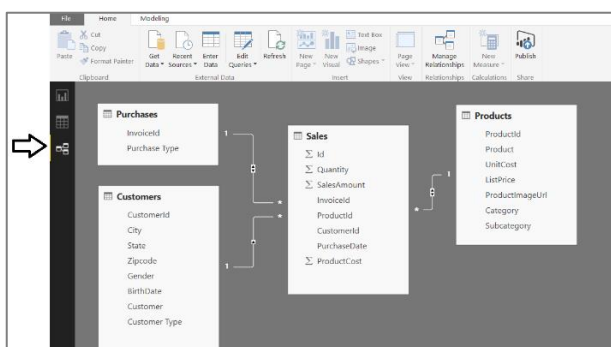 File Home Modeling
Cut
Copy
Format Painter
Paste
Clipboard
Get Data
Recent Sources
Enter Data
Edit Queries
Refresh
External Data
New Page
New Visual
Text Box
Image
Shapes
Insert
Page View
View
Manage Relationships
Relationships
New Measure
Calculations
Publish
Share
Purchases
InvoiceId
Purchase Type
1
*
Customers
CustomerId
City
State
Zipcode
Gender
BirthDate
Customer
Customer Type
1
*
Sales
Σ Id
Σ Quantity
Σ SalesAmount
InvoiceId
ProductId
CustomerId
PurchaseDate
Σ ProductCost
*
1
Products
ProductId
Product
UnitCost
ListPrice
ProductImageUrl
Category
Subcategory